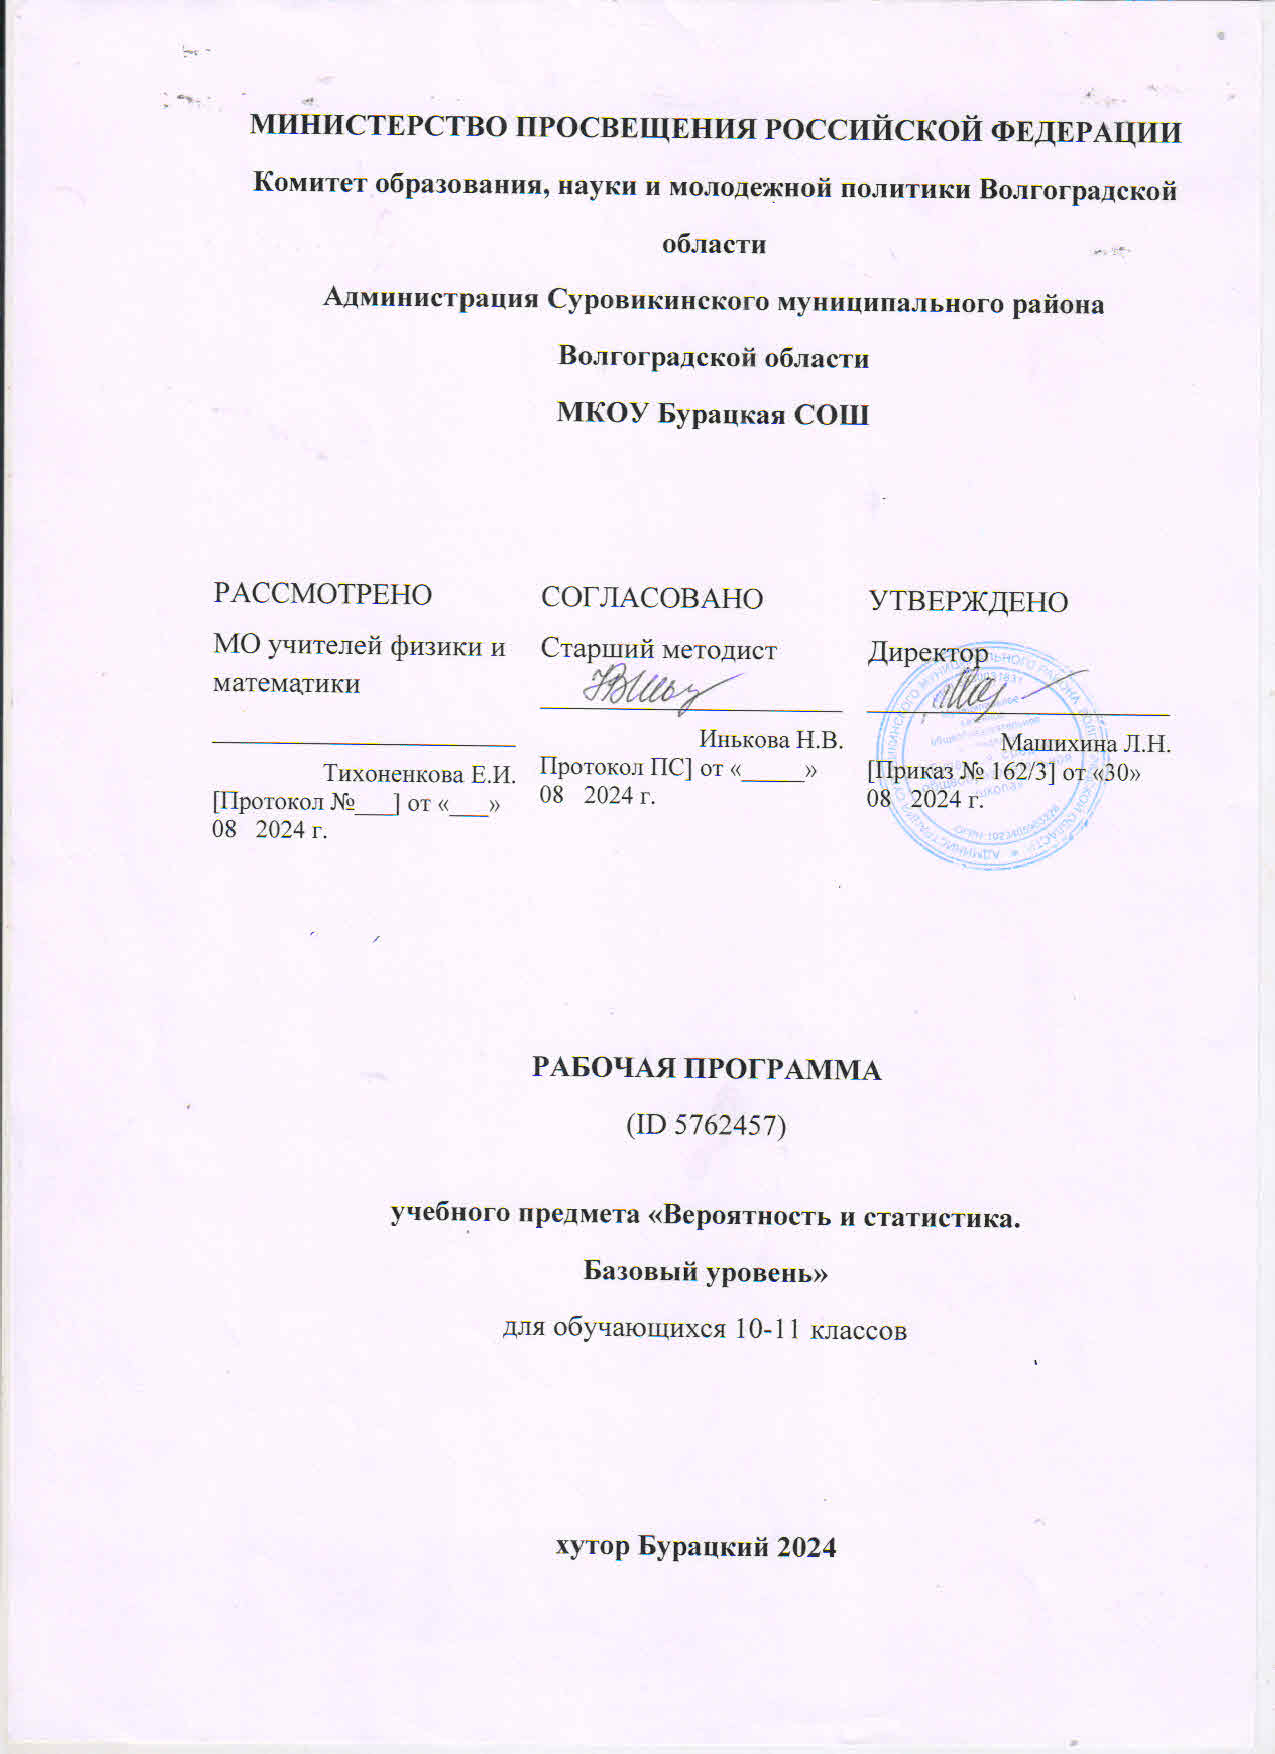 МИНИСТЕРСТВО ПРОСВЕЩЕНИЯ РОССИЙСКОЙ ФЕДЕРАЦИИ
Комитет образования, науки и молодежной политики Волгоградской
области
Администрация Суровикинского муниципального района
Волгоградской области
МКОУ Бурацкая СОШ
РАССМОТРЕНО
МО учителей физики и
математики
Тихоненкова Е.И.
[Протокол №___] от «___»
08 2024 г.
СОГЛАСОВАНО
Старший методист
Инькова Н.В.
Протокол ПС] от «_____»
08 2024 г.
УТВЕРЖДЕНО
Директор
Машихина Л.Н.
[Приказ № 162/3] от «30»
08 2024 г.
РАБОЧАЯ ПРОГРАММА
(ID 5762457)
учебного предмета «Вероятность и статистика.
Базовый уровень»
для обучающихся 10-11 классов
хутор Бурацкий 2024